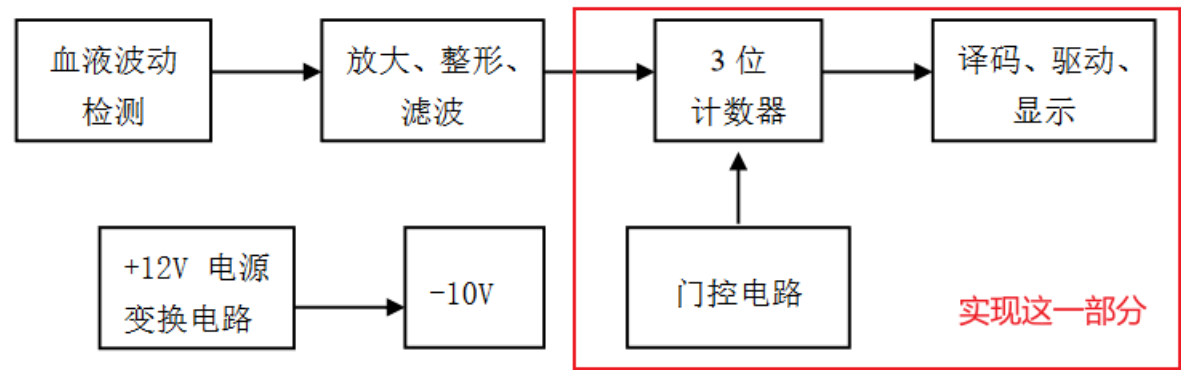 血液波动
检测
放大、整形、
滤波
3 位
计数器
译码、驱动、
显示
+12V 电源
变换电路
-10V
门控电路
实现这一部分